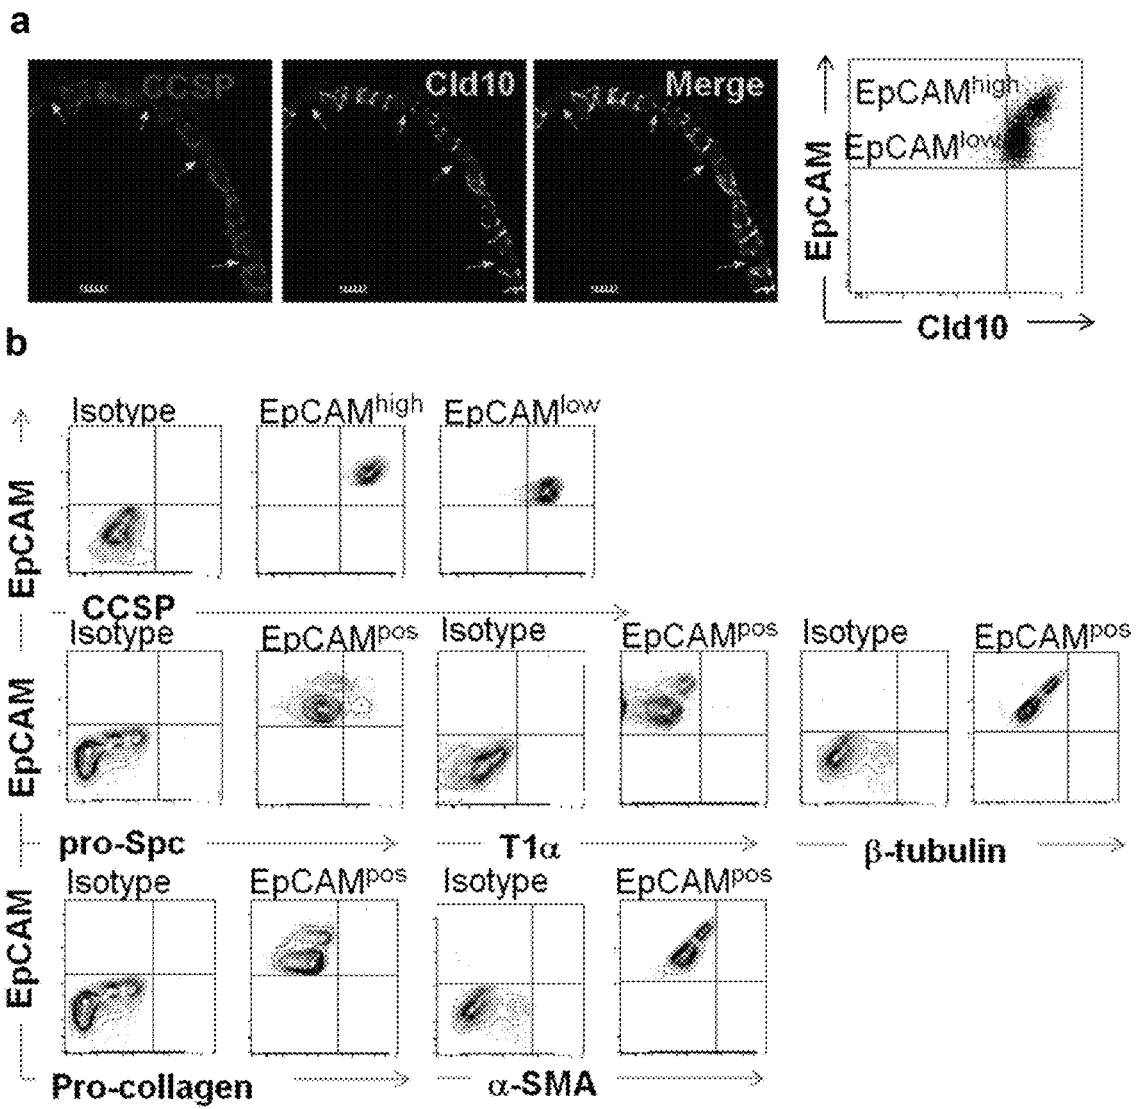 a
CCSP
Cld10
Merge
EpCAMhigh
EpCAMlow
EpCAM
Cld10
b
Isotype
EpCAMhigh
EpCAMlow
EpCAM
CCSP
Isotype
EpCAMpos
Isotype
EpCAMpos
Isotype
EpCAMpos
EpCAM
pro-Spc
T1α
β-tubulin
Isotype
EpCAMpos
Isotype
EpCAMpos
EpCAM
Pro-collagen
α-SMA